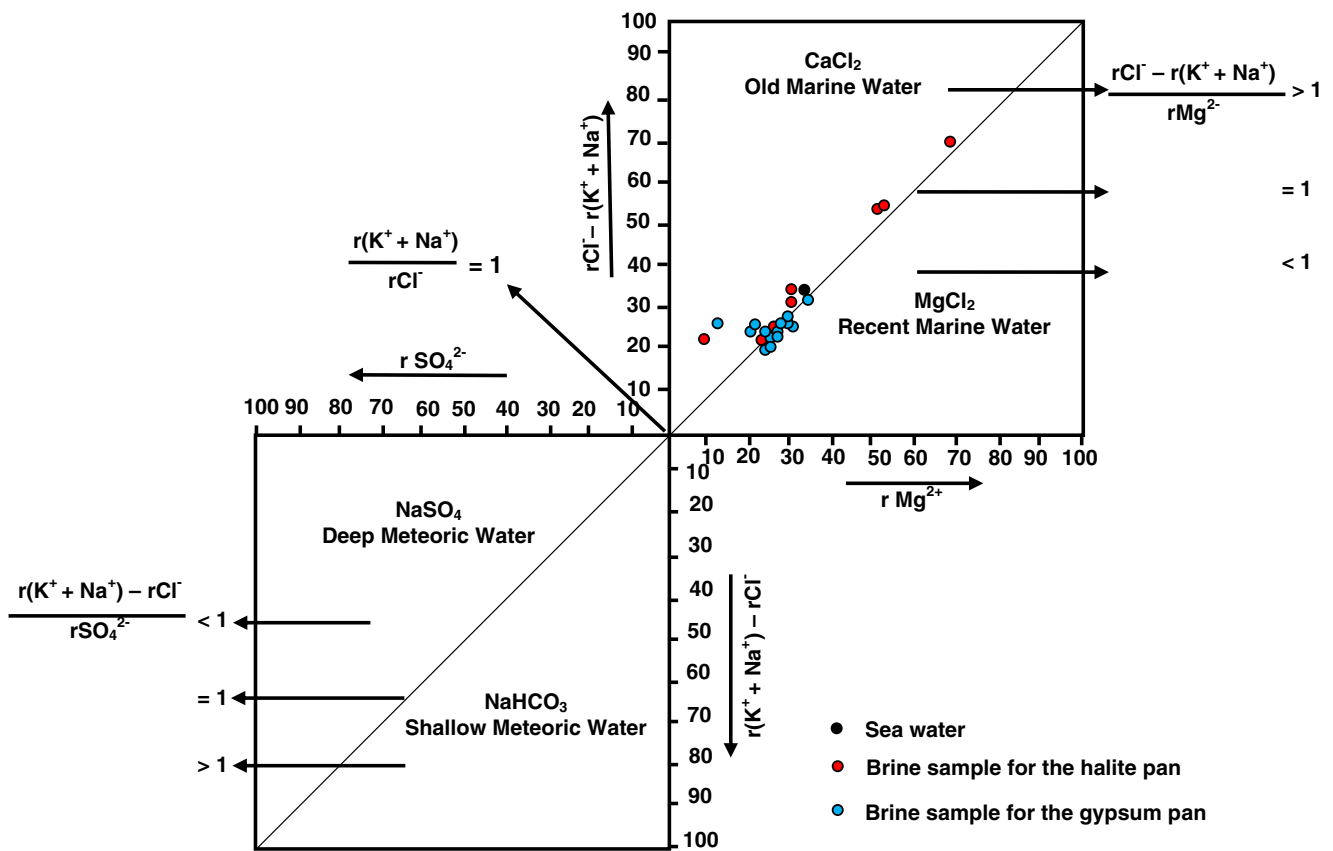 100
90
80
70
60
50
40
30
20
10
rCl⁻ – r(K⁺ + Na⁺)
CaCl₂
Old Marine Water
rCl⁻ – r(K⁺ + Na⁺)
rMg²⁻
> 1
= 1
< 1
MgCl₂
Recent Marine Water
r(K⁺ + Na⁺)
rCl⁻
= 1
r SO₄²⁻
100 90 80 70 60 50 40 30 20 10
10 20 30 40 50 60 70 80 90 100
r Mg²⁺
10
20
30
40
50
60
70
80
90
100
r(K⁺ + Na⁺) – rCl⁻
NaSO₄
Deep Meteoric Water
r(K⁺ + Na⁺) – rCl⁻
rSO₄²⁻
< 1
= 1
> 1
NaHCO₃
Shallow Meteoric Water
Sea water
Brine sample for the halite pan
Brine sample for the gypsum pan